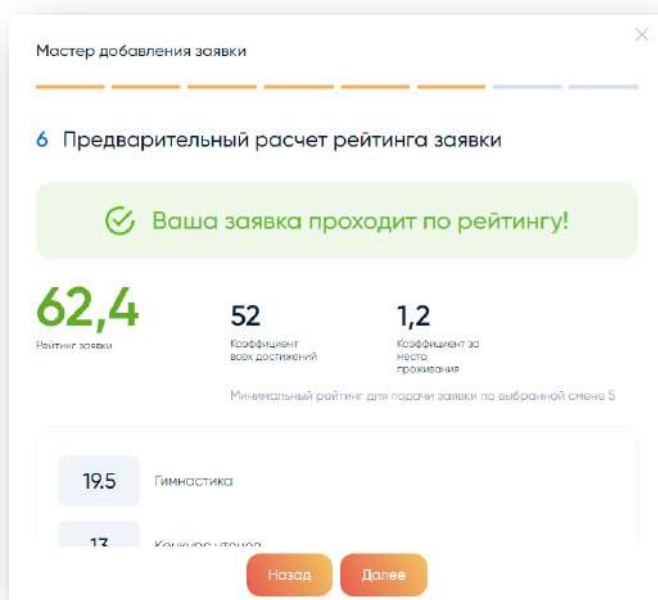 Мастер добавления заявки
6 Предварительный расчет рейтинга заявки
Ваша заявка проходит по рейтингу!
62,4
Рейтинг заявки
52
Коэффициент
всех достижений
1,2
Коэффициент за
место
проживания
Минимальный рейтинг для подачи заявки по выбранной смене 5
19.5 Гимнастика
13 Конкурс чтецов
Назад Далее